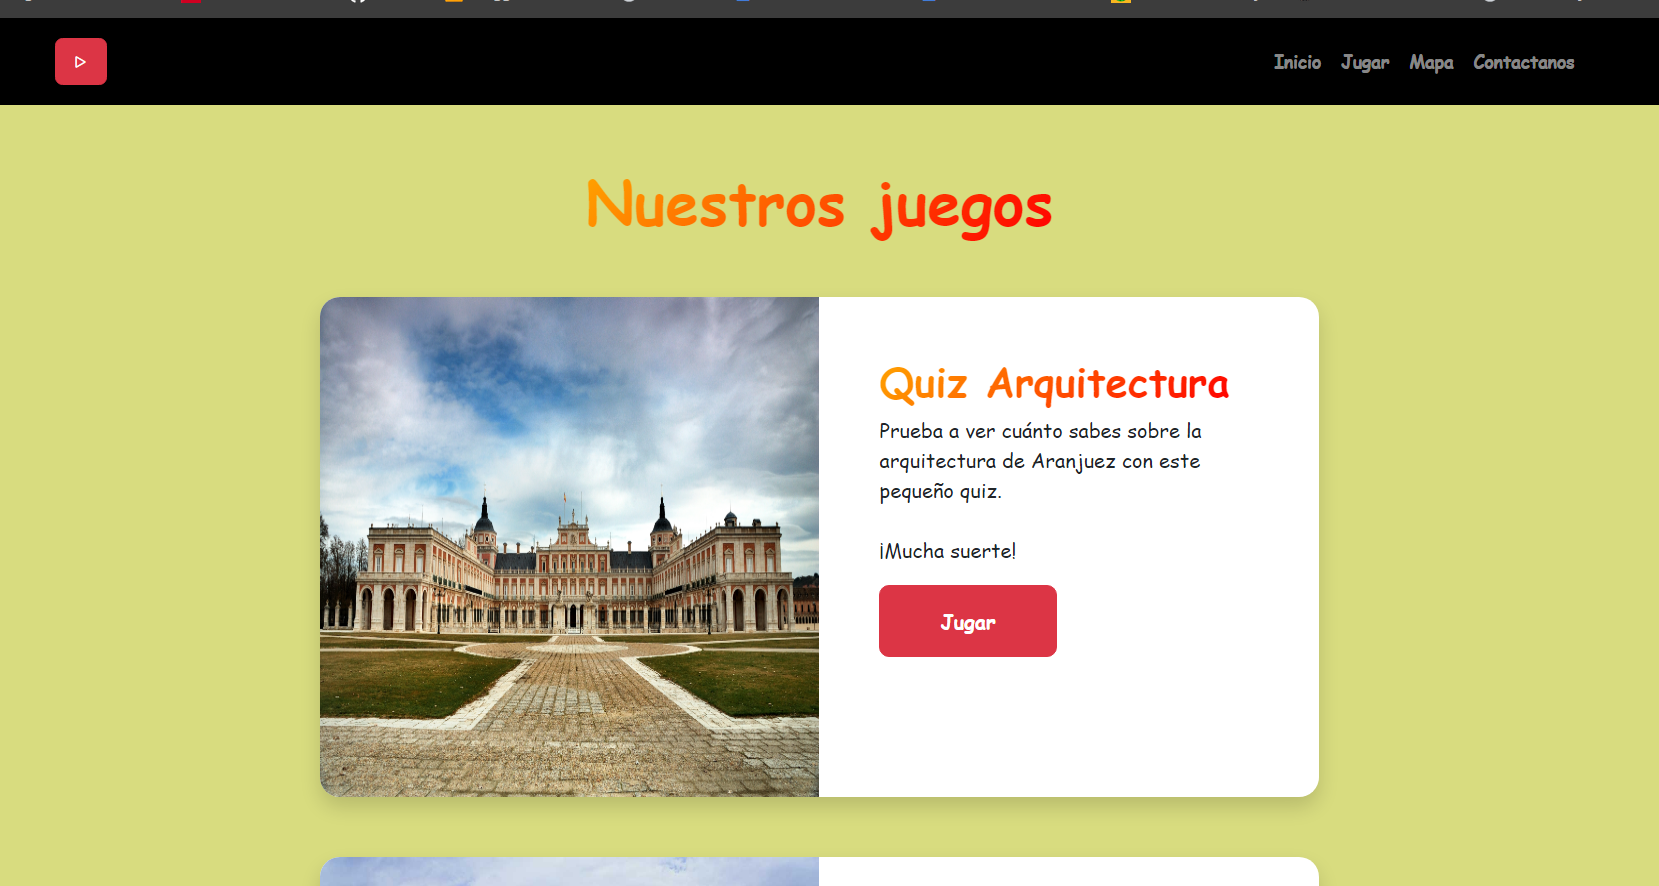 Inicio Jugar Mapa Contactanos
Nuestros juegos
Quiz Arquitectura
Prueba a ver cuánto sabes sobre la
arquitectura de Aranjuez con este
pequeño quiz.
¡Mucha suerte!
Jugar